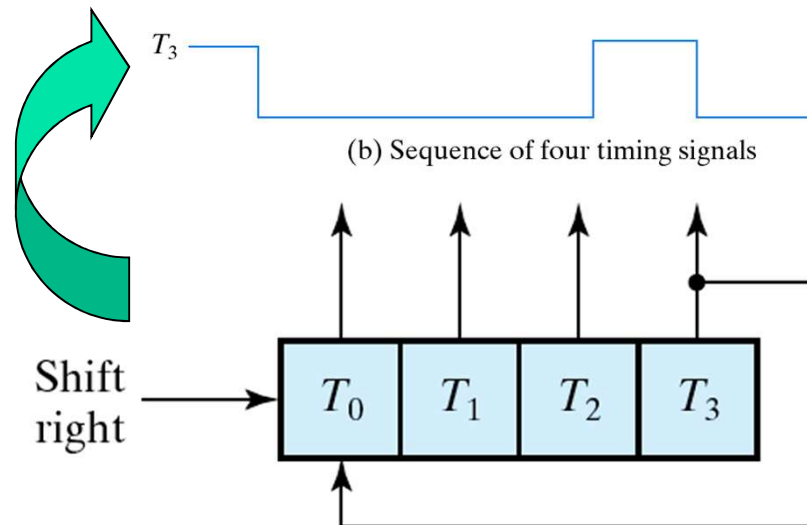 T₃
(b) Sequence of four timing signals
Shift
right
T₀ T₁ T₂ T₃